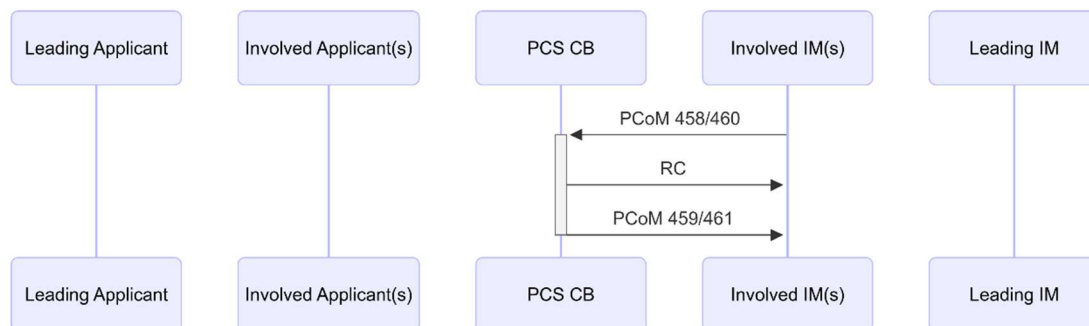 Leading Applicant
Involved Applicant(s)
PCS CB
Involved IM(s)
Leading IM
PCoM 458/460
RC
PCoM 459/461
Leading Applicant
Involved Applicant(s)
PCS CB
Involved IM(s)
Leading IM